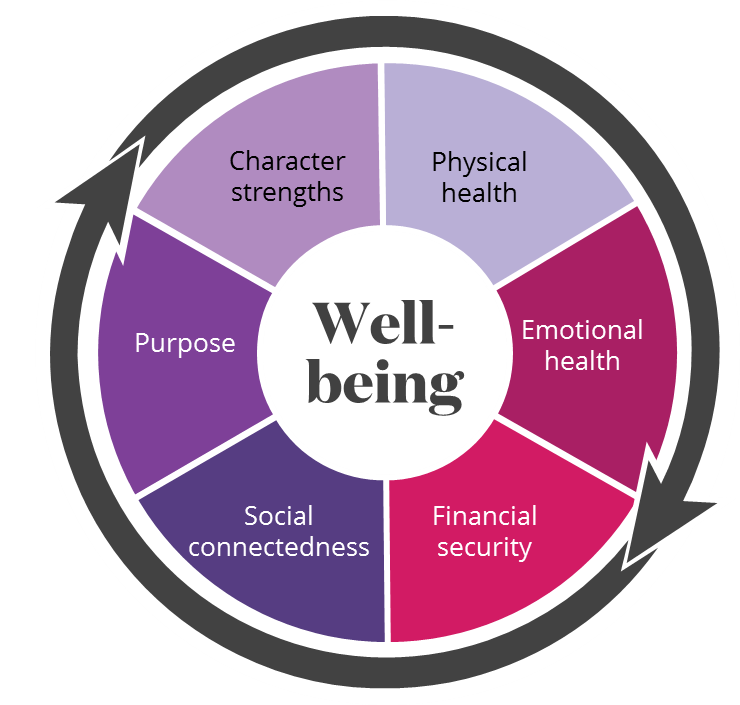 Character
strengths
Physical
health
Purpose
Well-
being
Emotional
health
Social
connectedness
Financial
security